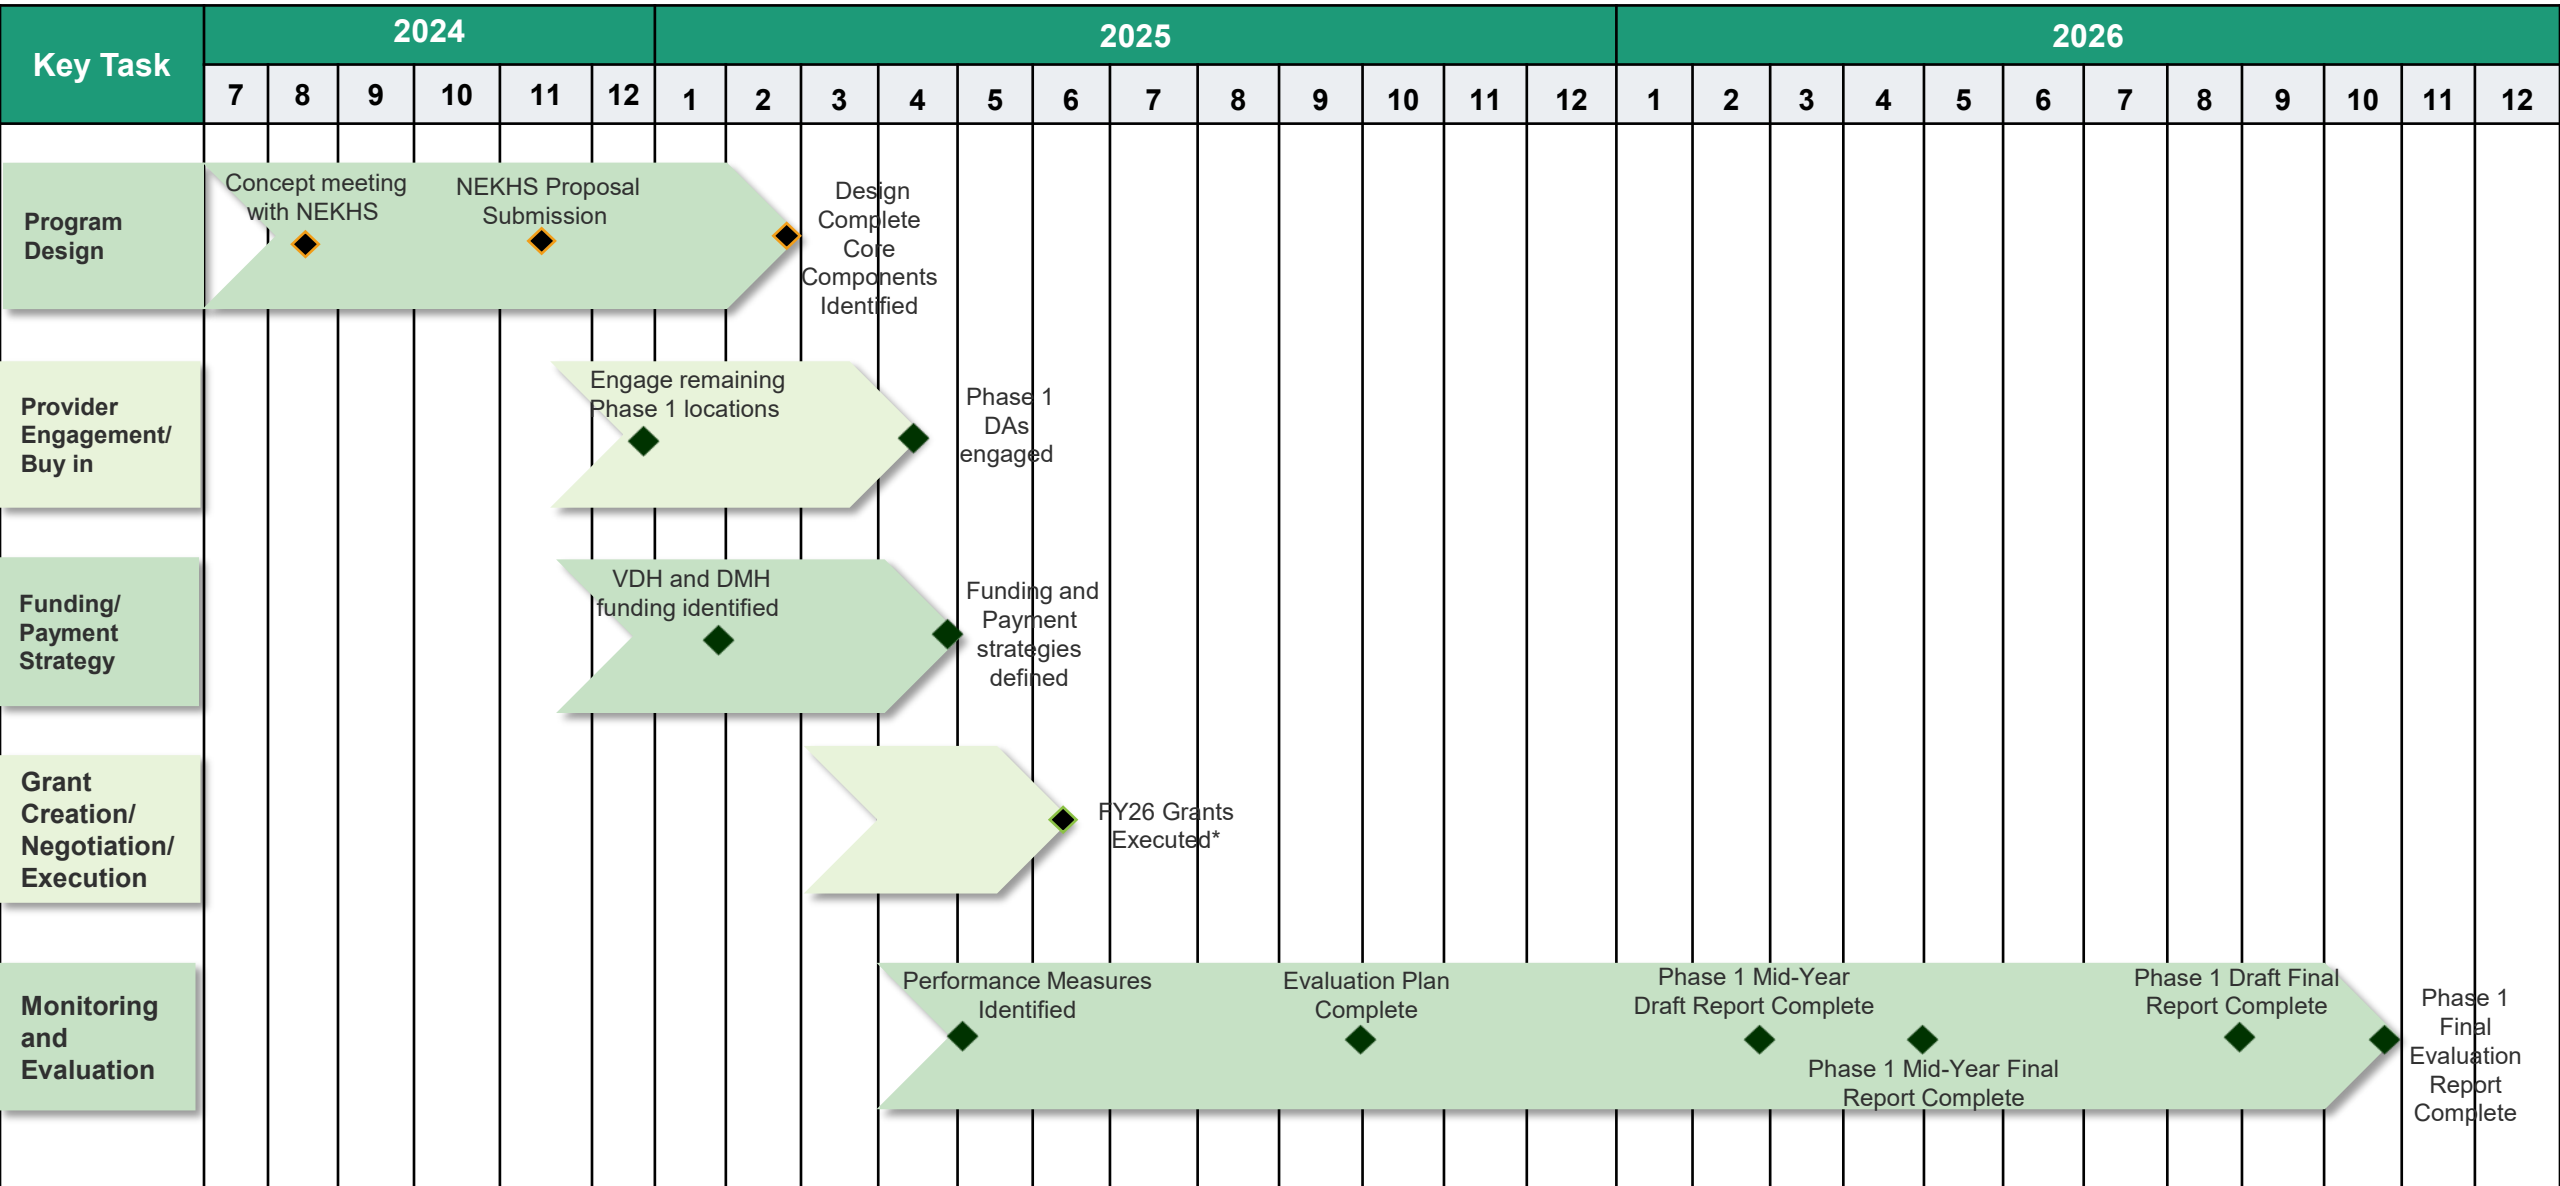 Key Task
2024
2025
2026
7 8 9 10 11 12 1 2 3 4 5 6 7 8 9 10 11 12 1 2 3 4 5 6 7 8 9 10 11 12
Program
Design
Concept meeting
with NEKHS
NEKHS Proposal
Submission
Design
Complete
Core
Components
Identified
Provider
Engagement/
Buy in
Engage remaining
Phase 1 locations
Phase 1
DAs
engaged
Funding/
Payment
Strategy
VDH and DMH
funding identified
Funding and
Payment
strategies
defined
Grant
Creation/
Negotiation/
Execution
FY26 Grants
Executed*
Monitoring
and
Evaluation
Performance Measures
Identified
Evaluation Plan
Complete
Phase 1 Mid-Year
Draft Report Complete
Phase 1 Mid-Year Final
Report Complete
Phase 1 Draft Final
Report Complete
Phase 1
Final
Evaluation
Report
Complete